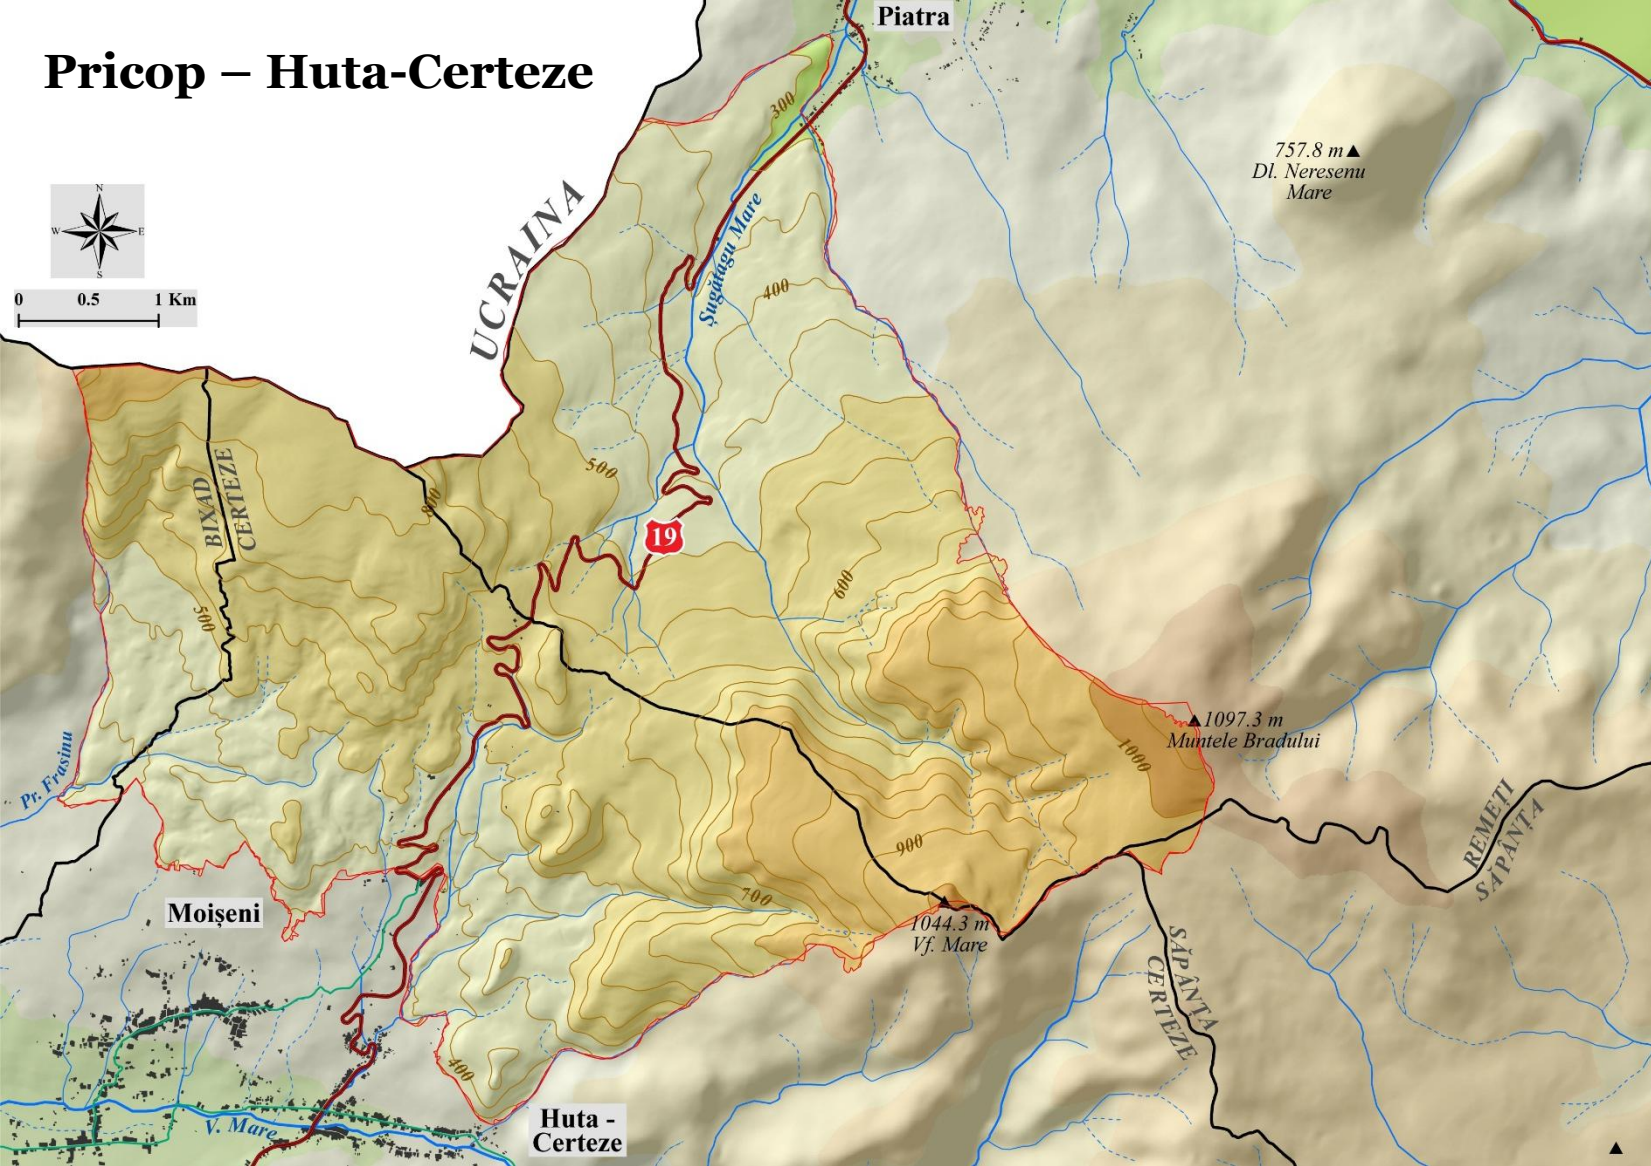 Pricop – Huta-Certeze
Piatra
300
757.8 m
Dl. Neresenu
Mare
N
W
E
S
0 0.5 1 Km
UCRAINA
Șugătagu Mare
400
500
800
BIXAD
CERTEZE
19
600
500
1097.3 m
Muntele Bradului
1000
Pr. Frasinu
REMEȚI
SĂPÂNȚA
900
700
Moișeni
1044.3 m
Vf. Mare
SĂPÂNȚA
CERTEZE
400
Huta -
Certeze
V. Mare